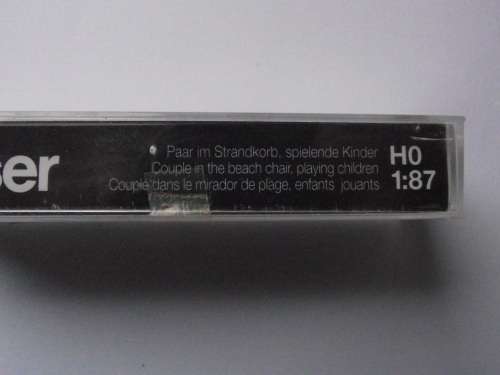 ser
Paar im Strandkorb, spielende Kinder
Couple in the beach chair, playing children
Couple dans le mirador de plage, enfants jouants
H0
1:87